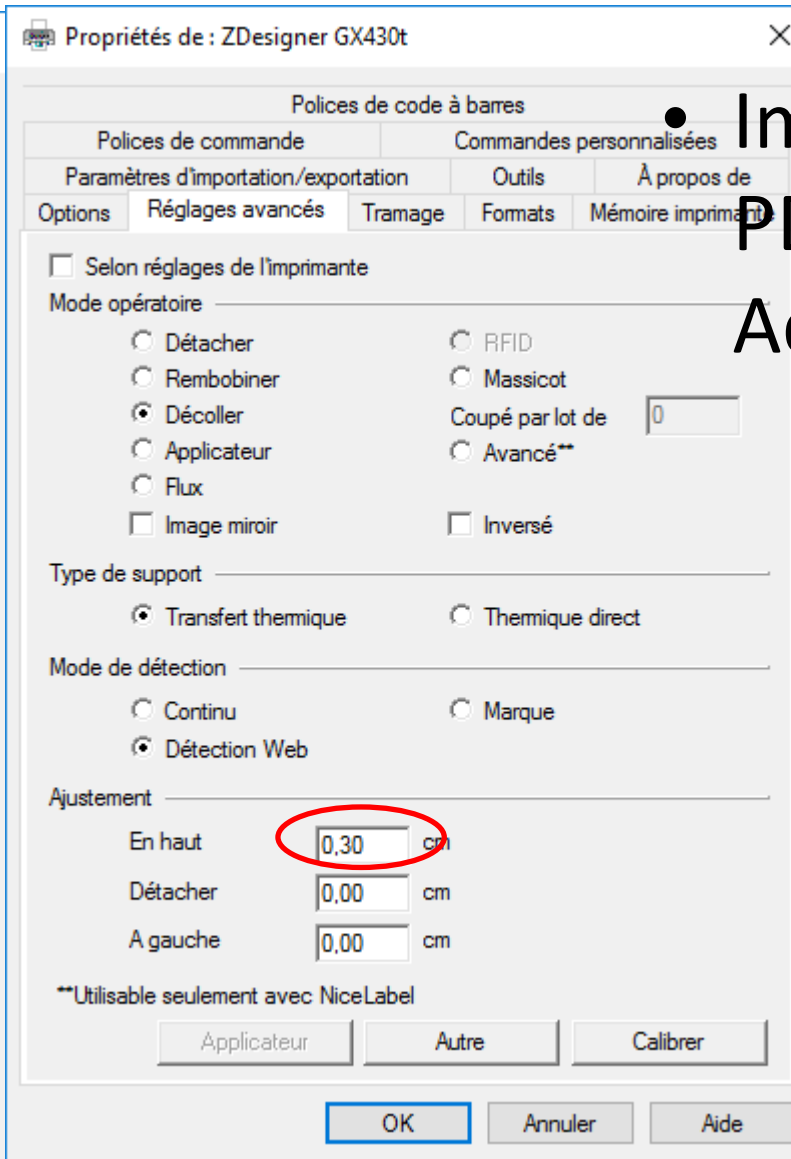 Propriétés de : ZDesigner GX430t
Polices de code à barres
Polices de commande Commandes personnalisées
Paramètres d'importation/exportation Outils À propos de
Options Réglages avancés Tramage Formats Mémoire imprimante
Selon réglages de l'imprimante
Mode opératoire
Détacher RFID
Rembobiner Massicot
Décoller Coupé par lot de 0
Applicateur Avancé**
Flux
Image miroir Inversé
Type de support
Transfert thermique Thermique direct
Mode de détection
Continu Marque
Détection Web
Ajustement
En haut 0,30 cm
Détacher 0,00 cm
A gauche 0,00 cm
**Utilisable seulement avec NiceLabel
Applicateur Autre Calibrer
OK Annuler Aide